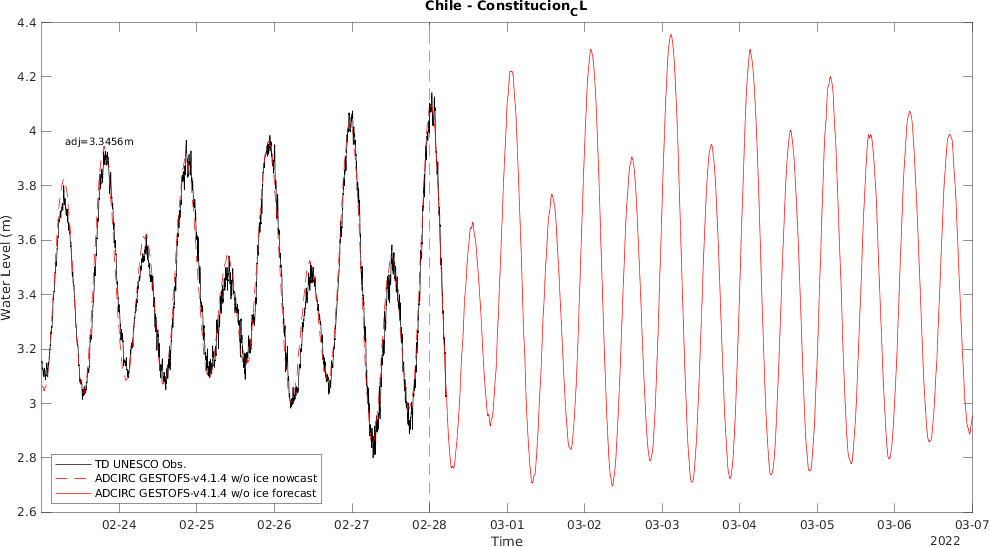 Chile - Constitucion_CL
4.4
4.2
4
3.8
3.6
3.4
3.2
3
2.8
2.6
Water Level (m)
adj=3.3456m
TD UNESCO Obs.
ADCIRC GESTOFS-v4.1.4 w/o ice nowcast
ADCIRC GESTOFS-v4.1.4 w/o ice forecast
02-24 02-25 02-26 02-27 02-28 03-01 03-02 03-03 03-04 03-05 03-06 03-07
Time
2022